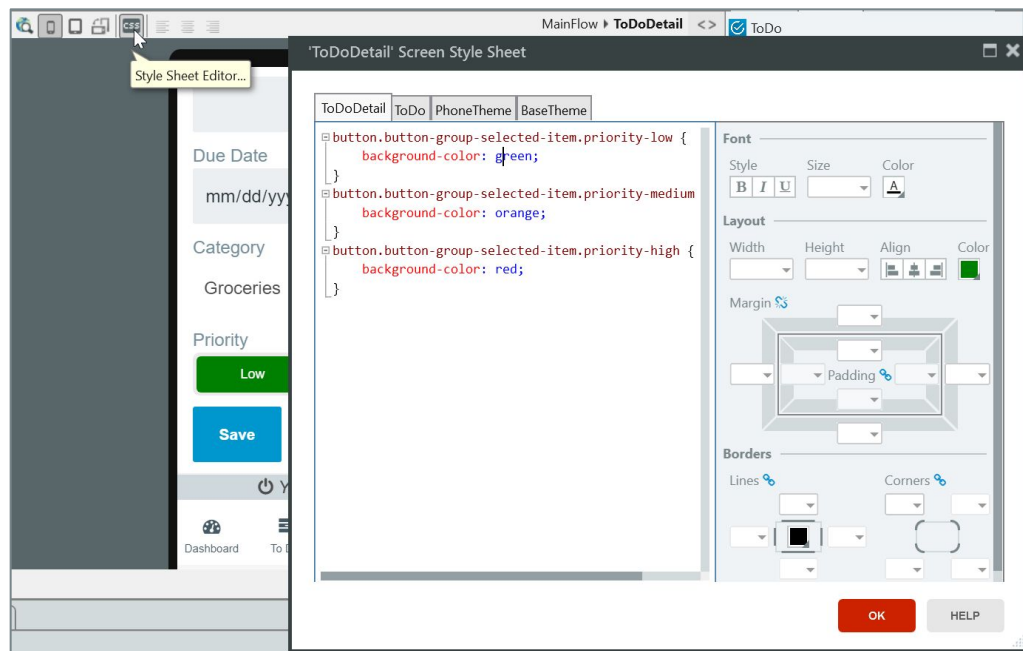 css
MainFlow ToDoDetail <>
ToDo
'ToDoDetail' Screen Style Sheet
Style Sheet Editor...
ToDoDetail ToDo PhoneTheme BaseTheme
button.button-group-selected-item.priority-low {
background-color: green;
}
button.button-group-selected-item.priority-medium
background-color: orange;
}
button.button-group-selected-item.priority-high {
background-color: red;
}
Due Date
mm/dd/yyy
Category
Groceries
Priority
Low
Save
Y
Dashboard
To D
Font
Style Size Color
B I U A
Layout
Width Height Align Color
Margin
Padding
Borders
Lines Corners
OK HELP